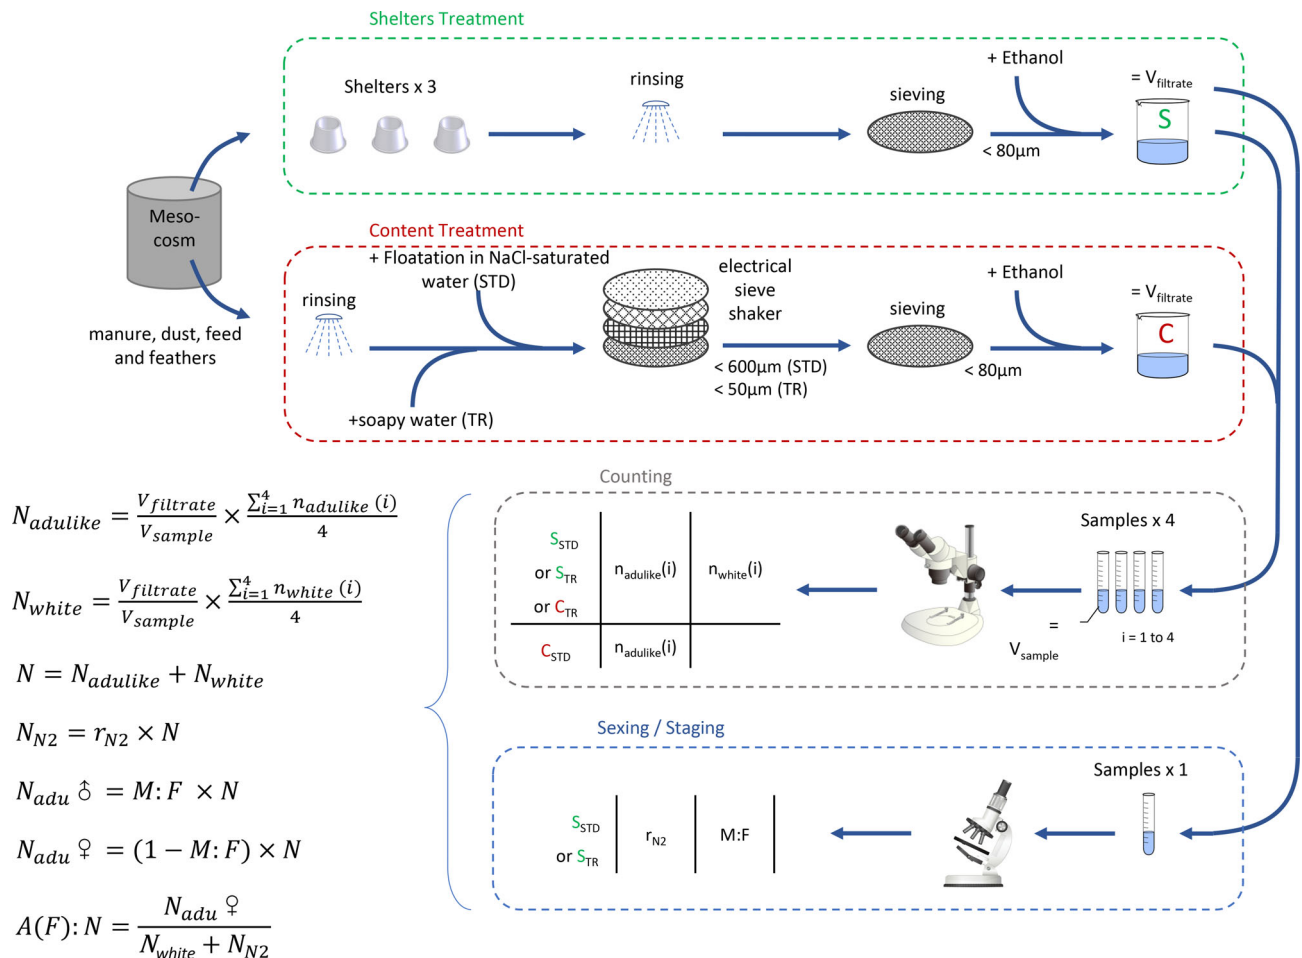 Shelters Treatment
Shelters x 3
rinsing
sieving
+ Ethanol
< 80µm
= V_filtrate
S
Meso-
cosm
manure, dust, feed
and feathers
Content Treatment
+ Floatation in NaCl-saturated
water (STD)
rinsing
+soapy water (TR)
electrical
sieve
shaker
< 600µm (STD)
< 50µm (TR)
sieving
+ Ethanol
< 80µm
= V_filtrate
C
Counting
S_STD
or S_TR
or C_TR
n_adulike(i)
n_white(i)
C_STD
n_adulike(i)
Samples x 4
=
V_sample
i = 1 to 4
Sexing / Staging
S_STD
or S_TR
r_N2
M:F
Samples x 1
N_adulike = V_filtrate / V_sample × ∑_{i=1}^4 n_adulike (i) / 4
N_white = V_filtrate / V_sample × ∑_{i=1}^4 n_white (i) / 4
N = N_adulike + N_white
N_N2 = r_N2 × N
N_adu ♂ = M:F × N
N_adu ♀ = (1 − M:F) × N
A(F):N = N_adu ♀ / N_white + N_N2